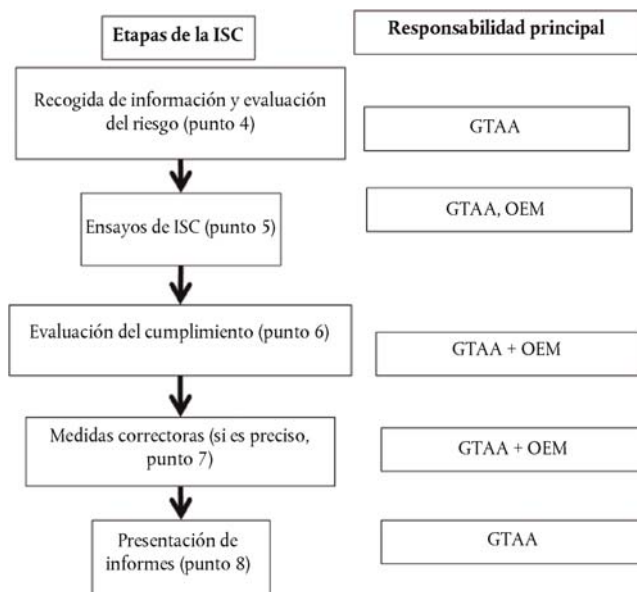 Etapas de la ISC
Responsabilidad principal
Recogida de información y evaluación
del riesgo (punto 4)
GTAA
Ensayos de ISC (punto 5)
GTAA, OEM
Evaluación del cumplimiento (punto 6)
GTAA + OEM
Medidas correctoras (si es preciso,
punto 7)
GTAA + OEM
Presentación de
informes (punto 8)
GTAA